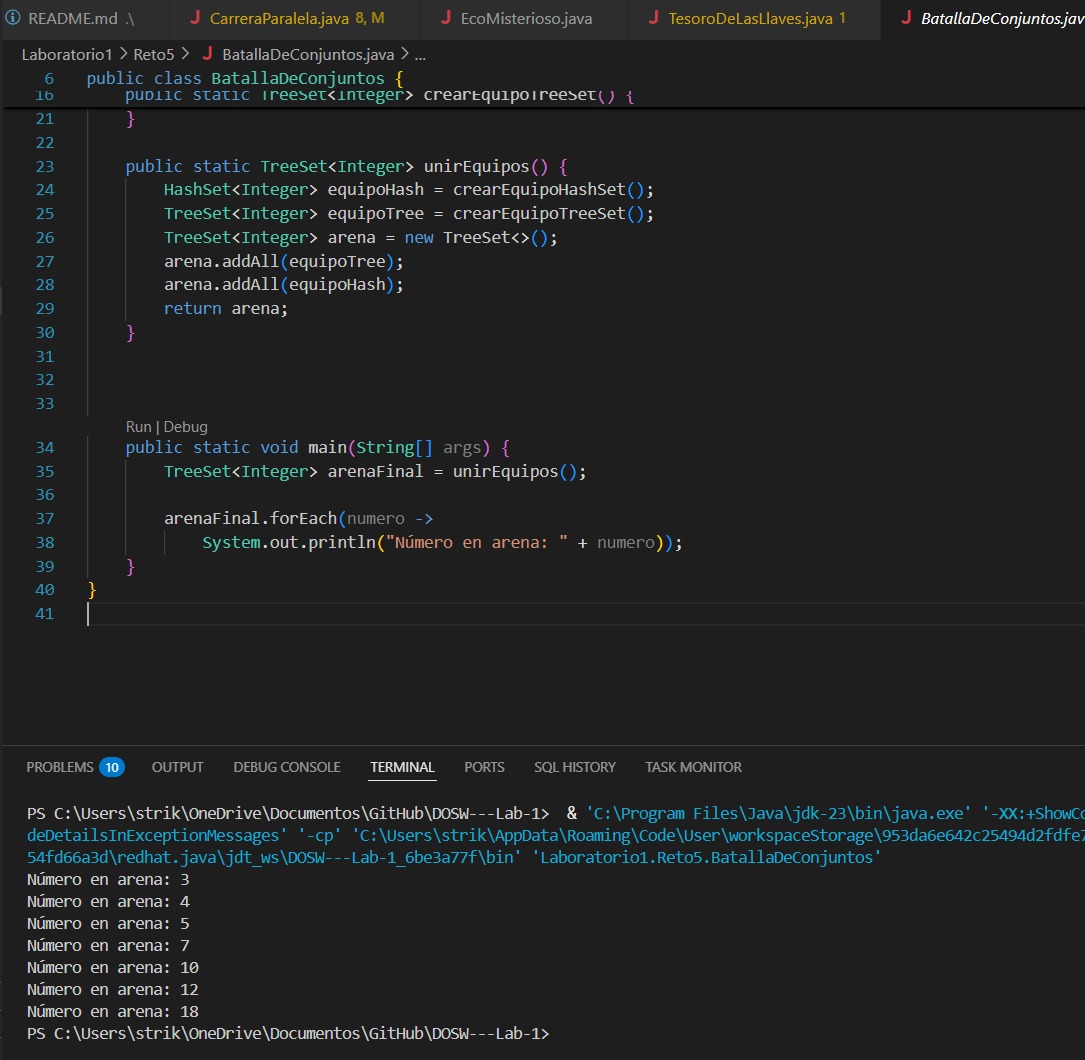 README.md .\ CarreraParalela.java 8, M EcoMisterioso.java TesoroDeLasLlaves.java 1 BatallaDeConjuntos.jav
Laboratorio1 > Reto5 > BatallaDeConjuntos.java > ...
6 public class BatallaDeConjuntos {
16 public static TreeSet<Integer> crearEquipoTreeSet() {
21 }
22
23 public static TreeSet<Integer> unirEquipos() {
24 HashSet<Integer> equipoHash = crearEquipoHashSet();
25 TreeSet<Integer> equipoTree = crearEquipoTreeSet();
26 TreeSet<Integer> arena = new TreeSet<>();
27 arena.addAll(equipoTree);
28 arena.addAll(equipoHash);
29 return arena;
30 }
31
32
33
Run | Debug
34 public static void main(String[] args) {
35 TreeSet<Integer> arenaFinal = unirEquipos();
36
37 arenaFinal.forEach(numero ->
38 System.out.println("Número en arena: " + numero));
39 }
40 }
41
PROBLEMS 10 OUTPUT DEBUG CONSOLE TERMINAL PORTS SQL HISTORY TASK MONITOR
PS C:\Users\strik\OneDrive\Documentos\GitHub\DOSW---Lab-1> & 'C:\Program Files\Java\jdk-23\bin\java.exe' '-XX:+ShowCo
deDetailsInExceptionMessages' '-cp' 'C:\Users\strik\AppData\Roaming\Code\User\workspaceStorage\953da6e642c25494d2fdfe7
54fd66a3d\redhat.java\jdt_ws\DOSW---Lab-1_6be3a77f\bin' 'Laboratorio1.Reto5.BatallaDeConjuntos'
Número en arena: 3
Número en arena: 4
Número en arena: 5
Número en arena: 7
Número en arena: 10
Número en arena: 12
Número en arena: 18
PS C:\Users\strik\OneDrive\Documentos\GitHub\DOSW---Lab-1>